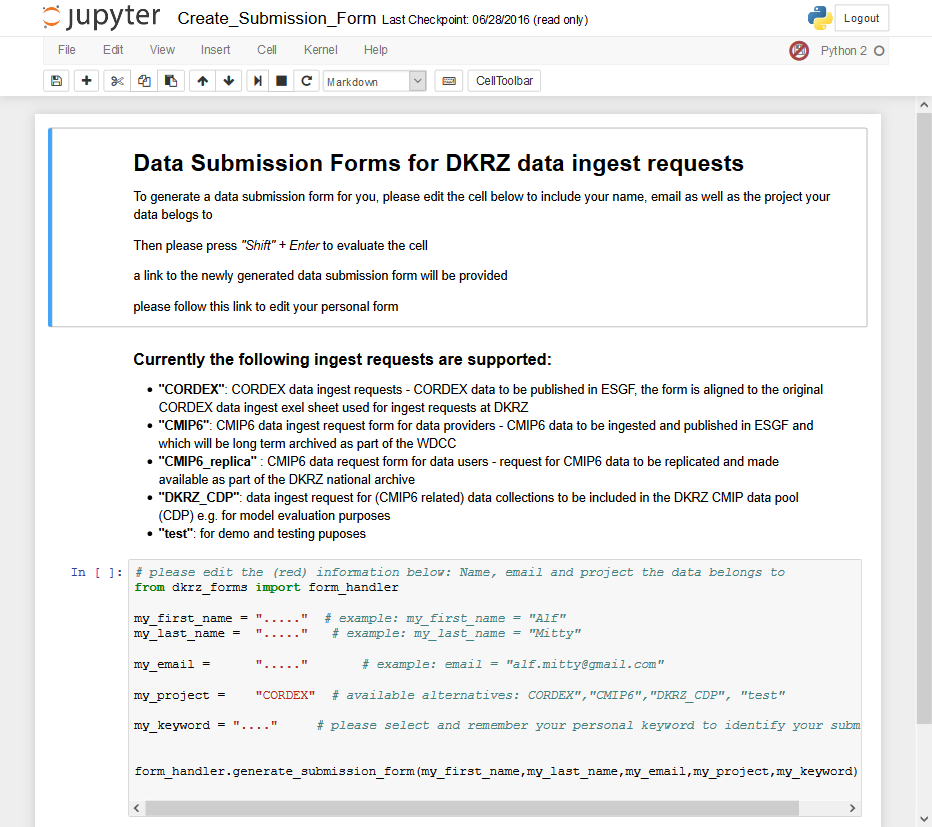 jupyter Create_Submission_Form Last Checkpoint: 06/28/2016 (read only)
Logout
File Edit View Insert Cell Kernel Help
Python 2
Markdown
CellToolbar
Data Submission Forms for DKRZ data ingest requests
To generate a data submission form for you, please edit the cell below to include your name, email as well as the project your
data belogs to
Then please press "Shift" + Enter to evaluate the cell
a link to the newly generated data submission form will be provided
please follow this link to edit your personal form
Currently the following ingest requests are supported:
• "CORDEX": CORDEX data ingest requests - CORDEX data to be published in ESGF, the form is aligned to the original
CORDEX data ingest exel sheet used for ingest requests at DKRZ
• "CMIP6": CMIP6 data ingest request form for data providers - CMIP6 data to be ingested and published in ESGF and
which will be long term archived as part of the WDCC
• "CMIP6_replica" : CMIP6 data request form for data users - request for CMIP6 data to be replicated and made
available as part of the DKRZ national archive
• "DKRZ_CDP": data ingest request for (CMIP6 related) data collections to be included in the DKRZ CMIP data pool
(CDP) e.g. for model evaluation purposes
• "test": for demo and testing puposes
In [ ]: # please edit the (red) information below: Name, email and project the data belongs to
from dkrz_forms import form_handler
my_first_name = "....." # example: my_first_name = "Alf"
my_last_name = "....." # example: my_last_name = "Mitty"
my_email = "....." # example: email = "alf.mitty@gmail.com"
my_project = "CORDEX" # available alternatives: CORDEX","CMIP6","DKRZ_CDP", "test"
my_keyword = "...." # please select and remember your personal keyword to identify your subm
form_handler.generate_submission_form(my_first_name,my_last_name,my_email,my_project,my_keyword)